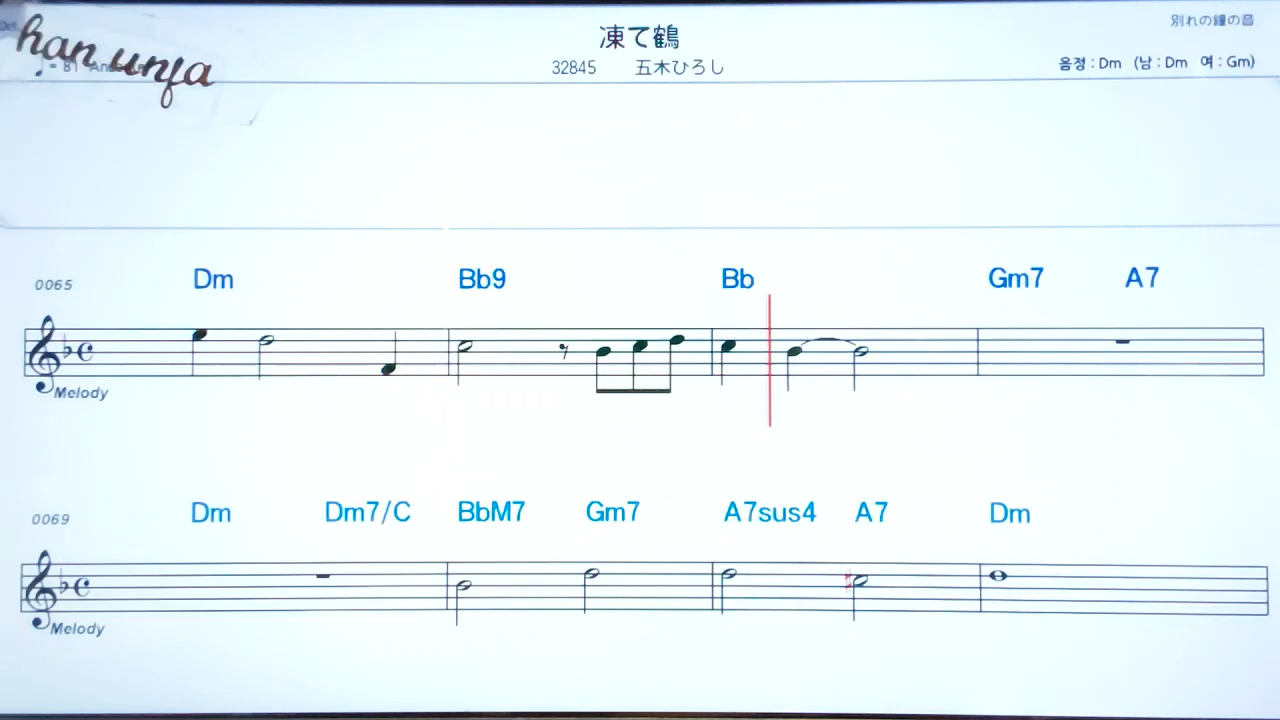 han unja
別れの鐘の音
凍て鶴
= 81
32845 五木ひろし
음정 : Dm (남 : Dm 여 : Gm)
0065 Dm Bb9 Bb Gm7 A7
Melody
0069 Dm Dm7/C BbM7 Gm7 A7sus4 A7 Dm
Melody